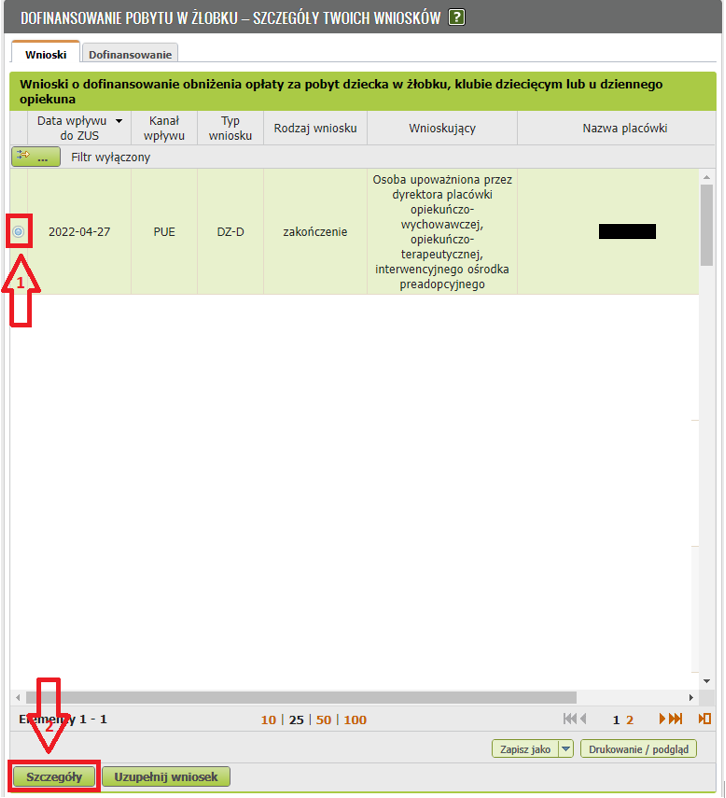 DOFINANSOWANIE POBYTU W ŻŁOBKU – SZCZEGÓŁY TWOICH WNIOSKÓW ?
Wnioski Dofinansowanie
Wnioski o dofinansowanie obniżenia opłaty za pobyt dziecka w żłobku, klubie dziecięcym lub u dziennego
opiekuna
Data wpływu
do ZUS
Kanał
wpływu
Typ
wniosku
Rodzaj wniosku
Wnioskujący
Nazwa placówki
... Filtr wyłączony
2022-04-27
PUE
DZ-D
zakończenie
Osoba upoważniona przez
dyrektora placówki
opiekuńczo-
wychowawczej,
opiekuńczo-
terapeutycznej,
interwencyjnego ośrodka
preadopcyjnego
1
Elementy 1 - 1
10 | 25 | 50 | 100
1 2
2
Zapisz jako
Drukowanie / podgląd
Szczegóły
Uzupełnij wniosek